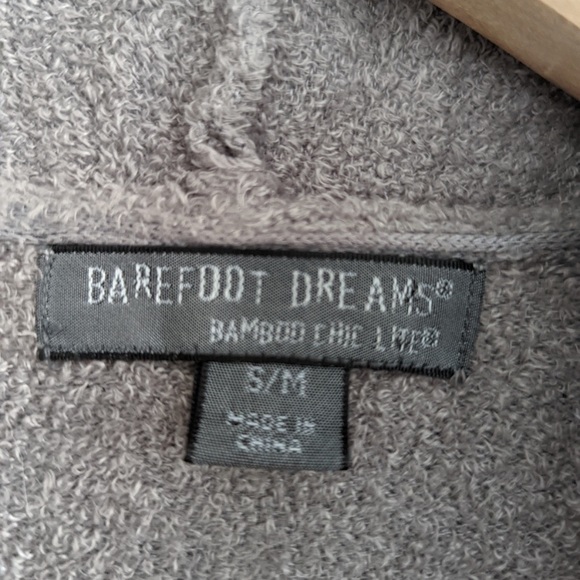 BAREFOOT DREAMS®
BAMBOO CHIC LITE®
S/M
MADE IN
CHINA